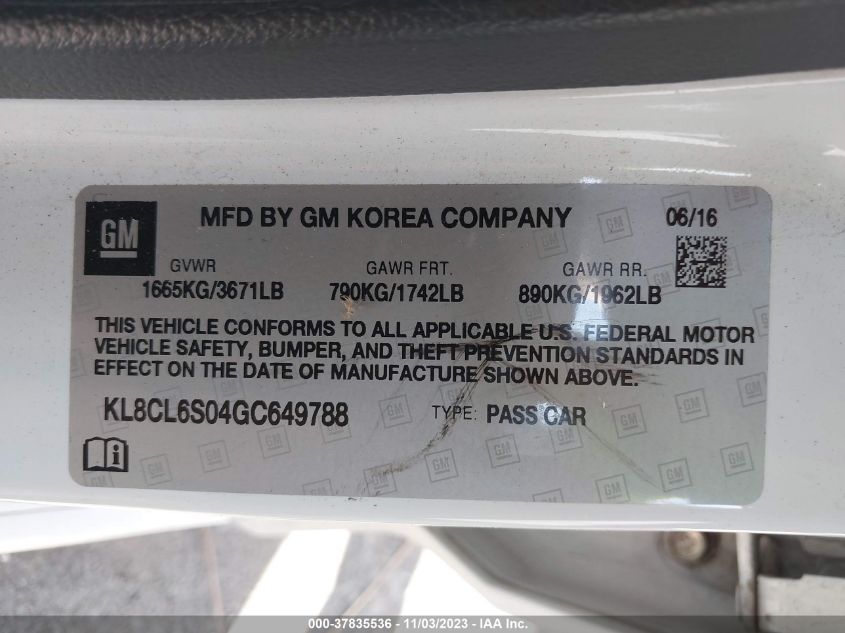 GM
MFD BY GM KOREA COMPANY 06/16
GVWR GAWR FRT. GAWR RR.
1665KG/3671LB 790KG/1742LB 890KG/1962LB
THIS VEHICLE CONFORMS TO ALL APPLICABLE U.S. FEDERAL MOTOR
VEHICLE SAFETY, BUMPER, AND THEFT PREVENTION STANDARDS IN
EFFECT ON THE DATE OF MANUFACTURE SHOWN ABOVE.
KL8CL6S04GC649788 TYPE: PASS CAR
000-37835536 - 11/03/2023 - IAA Inc.